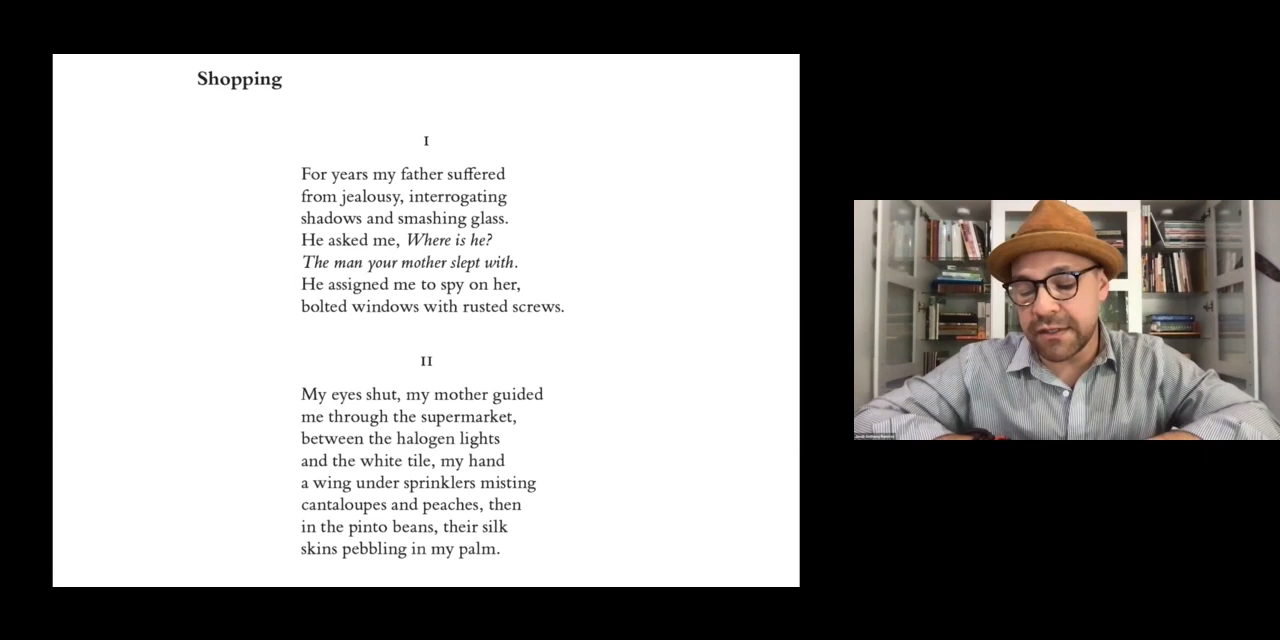 Shopping
I
For years my father suffered
from jealousy, interrogating
shadows and smashing glass.
He asked me, Where is he?
The man your mother slept with.
He assigned me to spy on her,
bolted windows with rusted screws.
II
My eyes shut, my mother guided
me through the supermarket,
between the halogen lights
and the white tile, my hand
a wing under sprinklers misting
cantaloupes and peaches, then
in the pinto beans, their silk
skins pebbling in my palm.